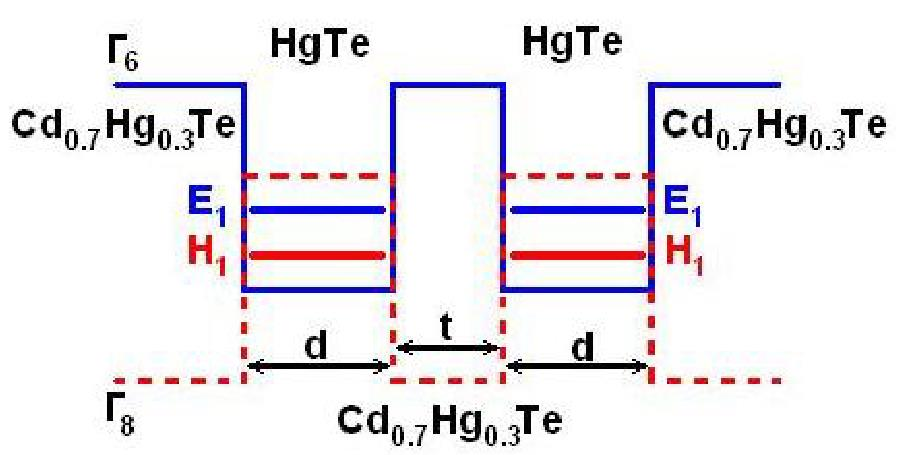 Γ6 HgTe HgTe
Cd0.7Hg0.3Te Cd0.7Hg0.3Te
E1 E1
H1 H1
t
d d
Γ8
Cd0.7Hg0.3Te